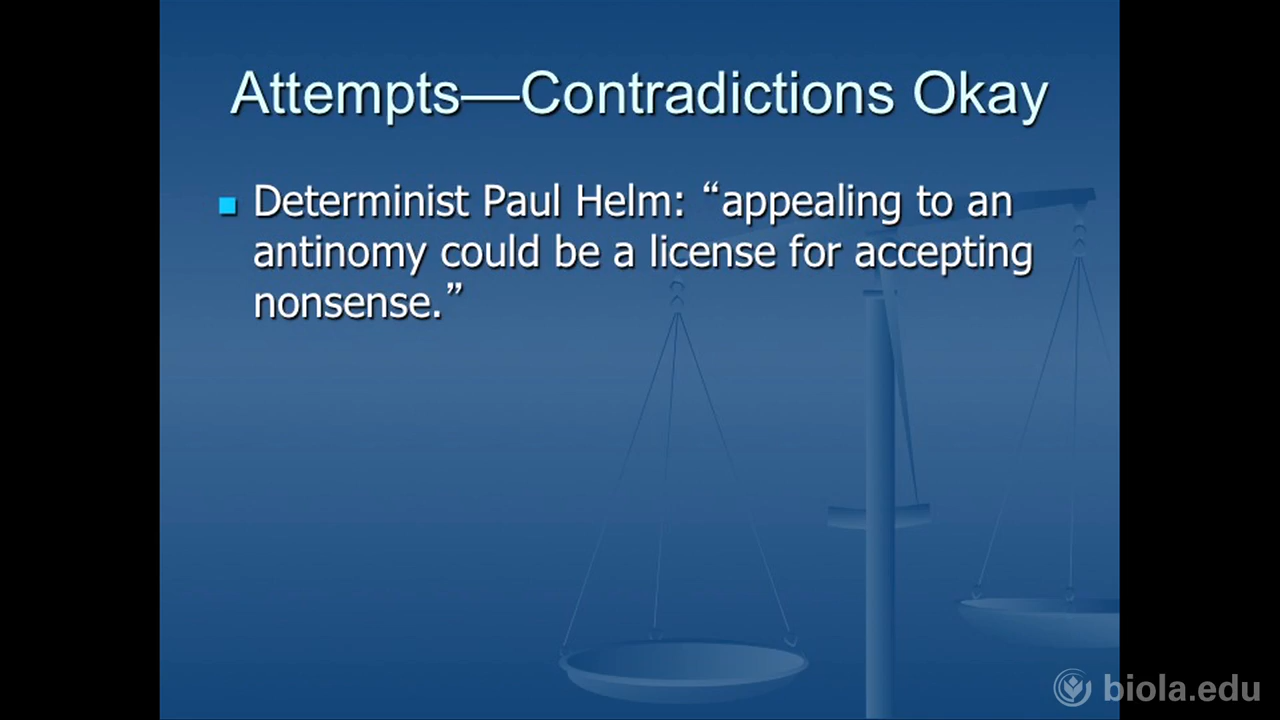 Attempts—Contradictions Okay
Determinist Paul Helm: “appealing to an
antinomy could be a license for accepting
nonsense.”
biola.edu